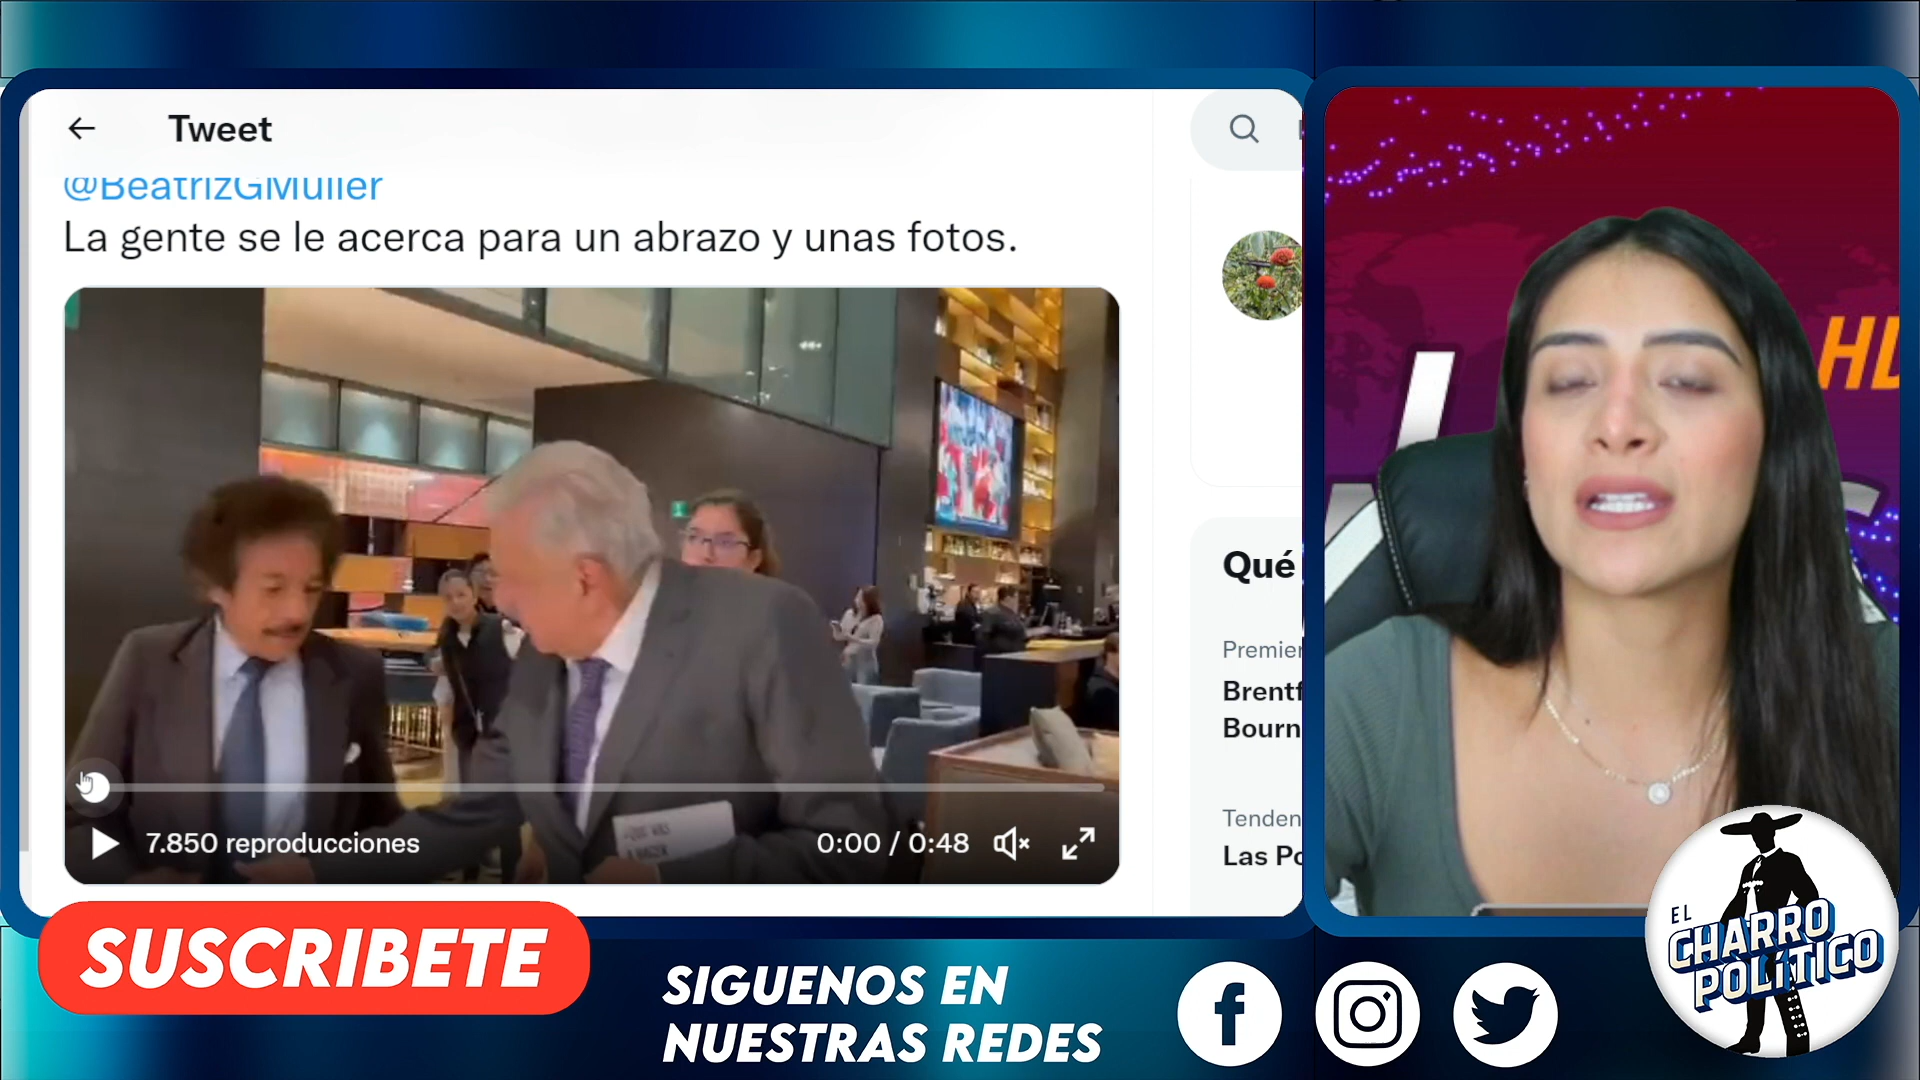 Tweet
@BeatrizGMuller
La gente se le acerca para un abrazo y unas fotos.
7.850 reproducciones
0:00 / 0:48
Qué
Premier
Brentf
Bourn
Tenden
Las Po
HD
SUSCRIBETE
SIGUENOS EN
NUESTRAS REDES
EL
CHARRO
POLÍTICO